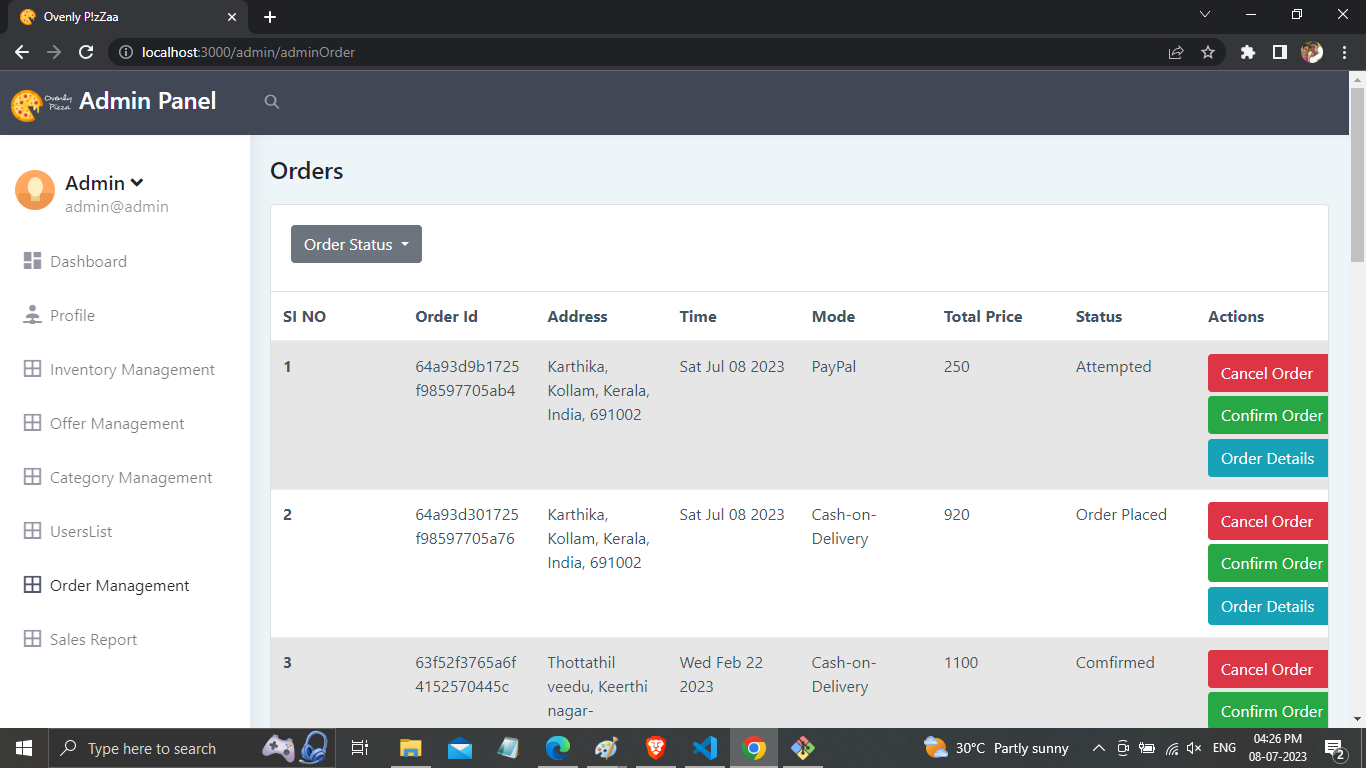 Ovenly P!zZaa
localhost:3000/admin/adminOrder
Ovenly
Pizza
Admin Panel
Admin
admin@admin
Dashboard
Profile
Inventory Management
Offer Management
Category Management
UsersList
Order Management
Sales Report
Orders
Order Status
SI NO Order Id Address Time Mode Total Price Status Actions
1 64a93d9b1725 Karthika, Sat Jul 08 2023 PayPal 250 Attempted Cancel Order
f98597705ab4 Kollam, Kerala,
India, 691002 Confirm Order
Order Details
2 64a93d301725 Karthika, Sat Jul 08 2023 Cash-on- 920 Order Placed Cancel Order
f98597705a76 Kollam, Kerala, Delivery
India, 691002 Confirm Order
Order Details
3 63f52f3765a6f Thottathil Wed Feb 22 Cash-on- 1100 Comfirmed Cancel Order
4152570445c veedu, Keerthi 2023 Delivery
nagar- Confirm Order
Type here to search
30°C Partly sunny
ENG
04:26 PM
08-07-2023
2